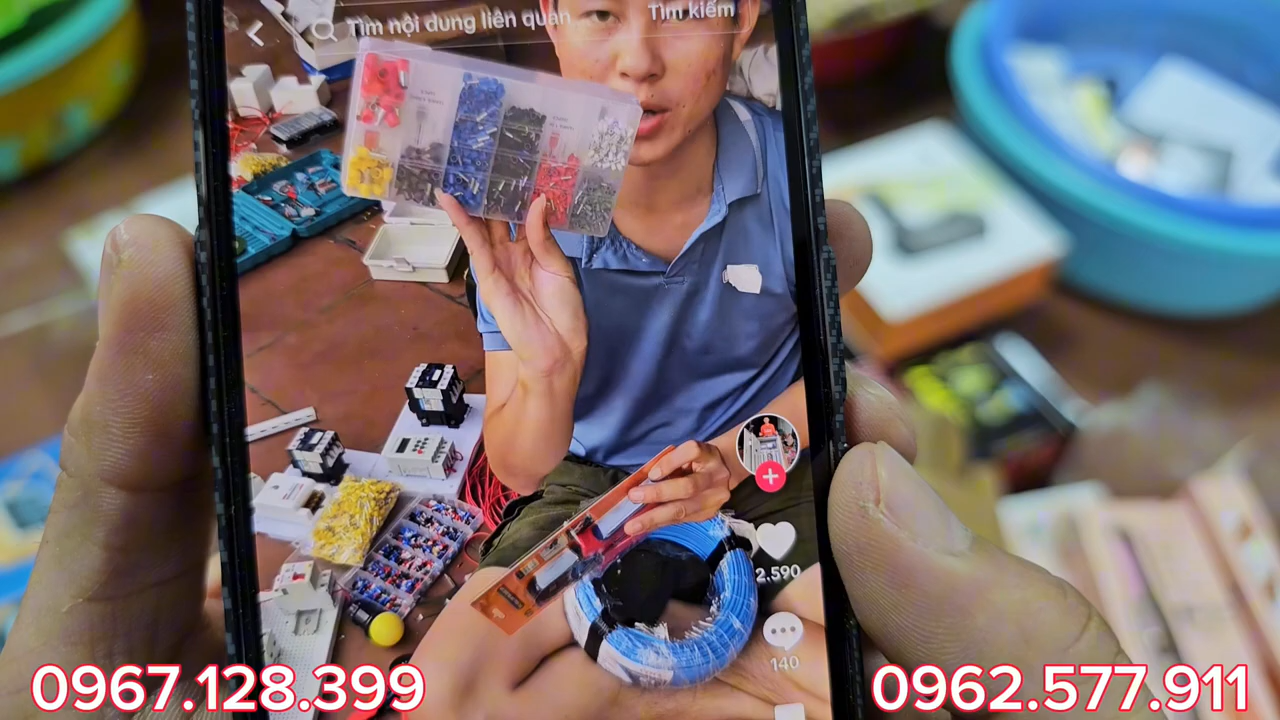 Tìm nội dung liên quan
Tìm kiếm
2.590
140
0967.128.399
0962.577.911